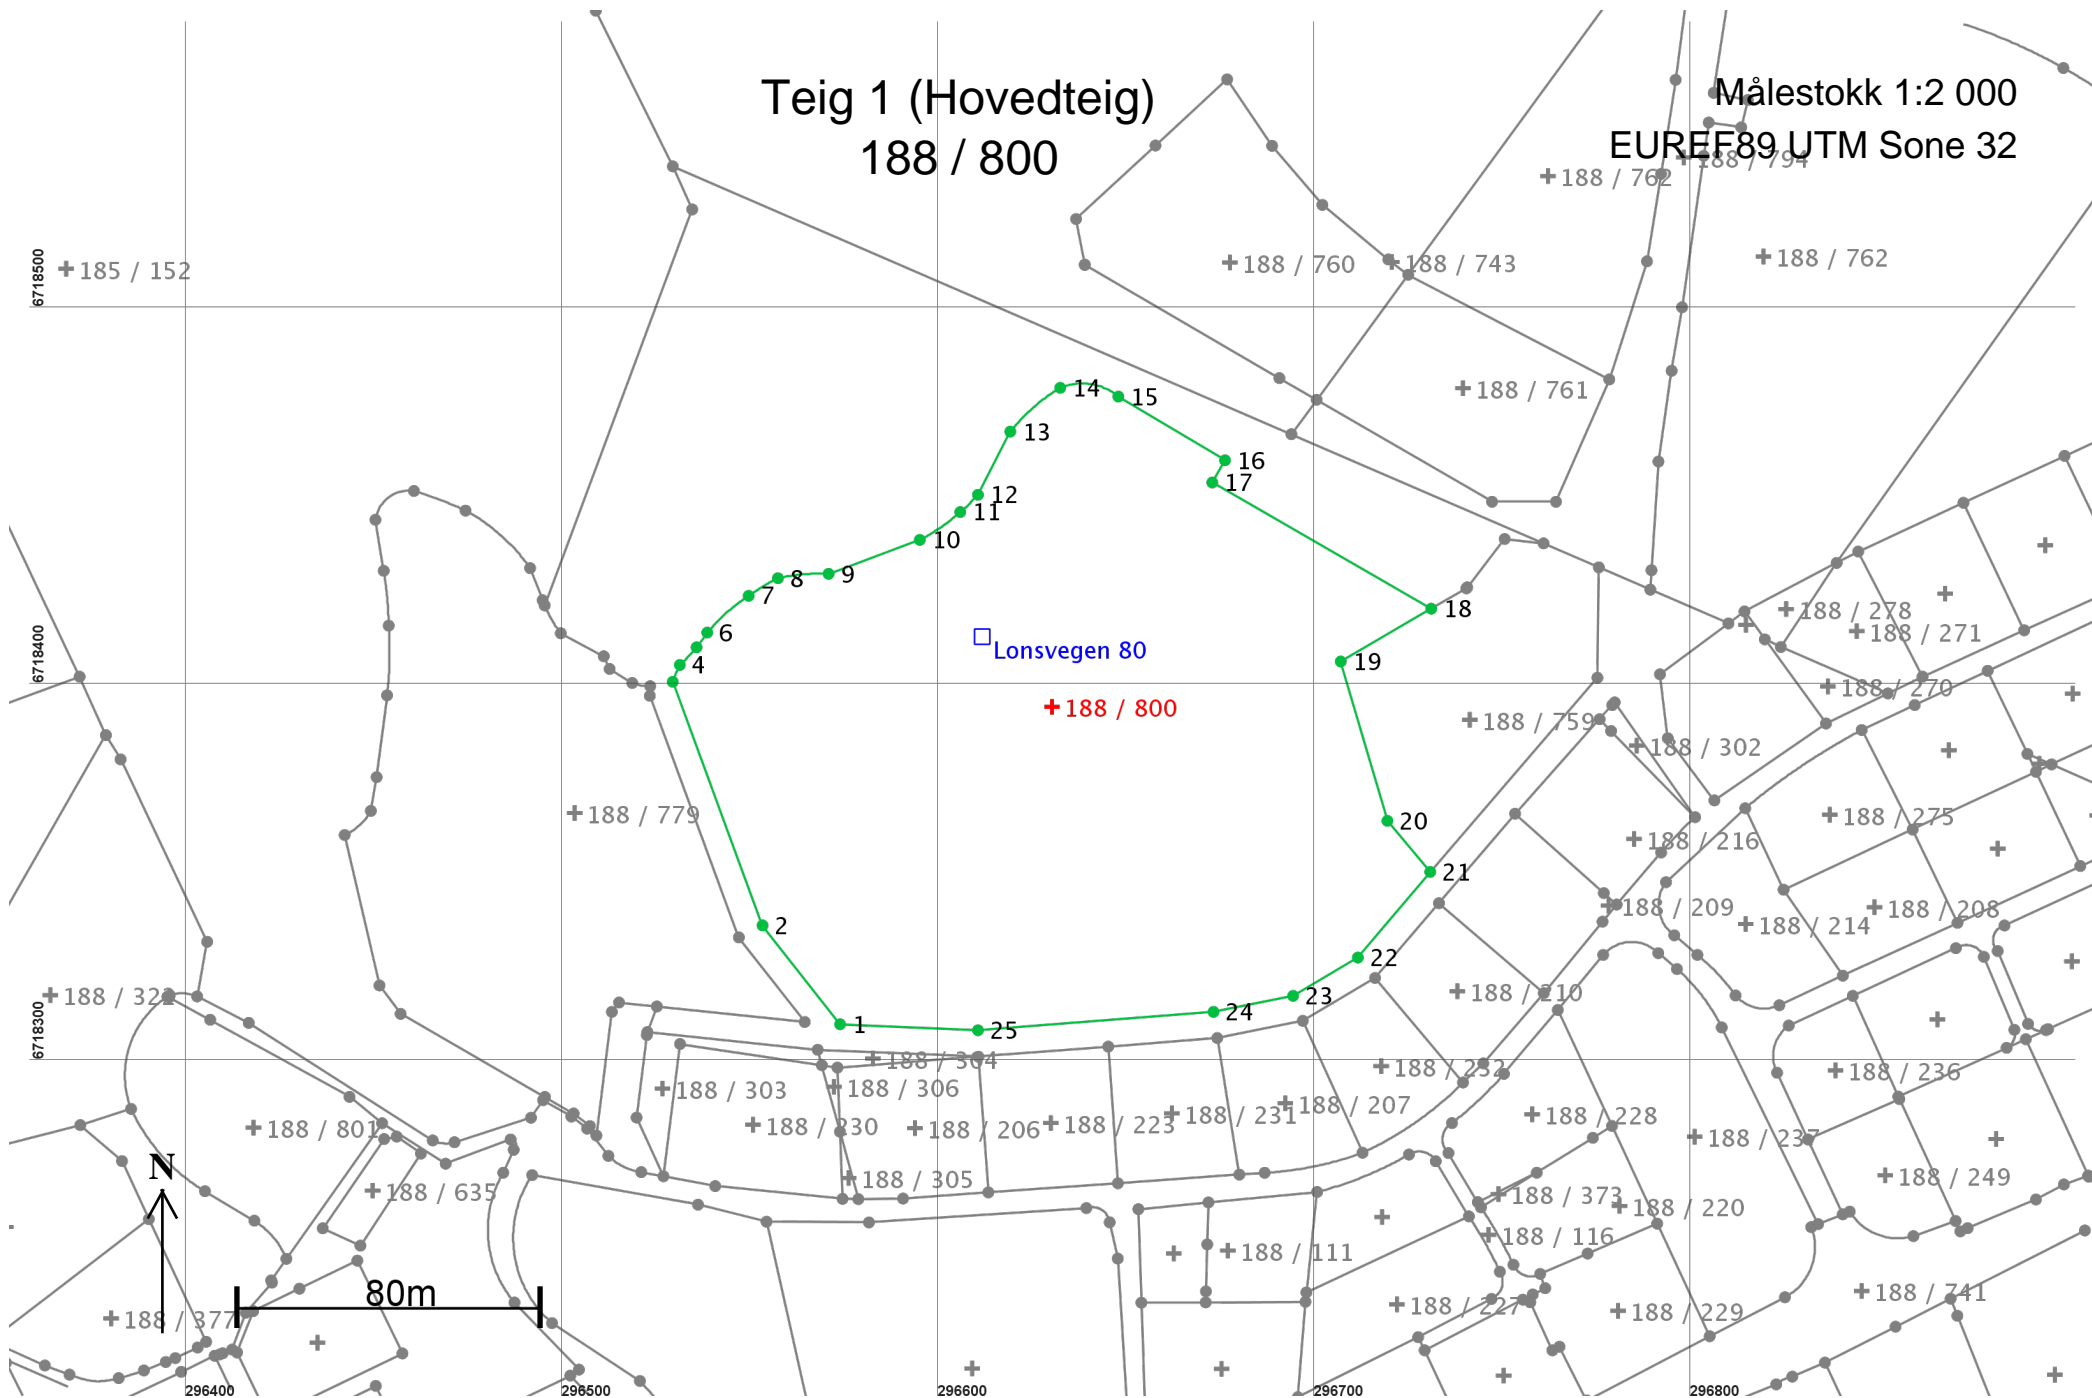 Teig 1 (Hovedteig)
188 / 800
Målestokk 1:2 000
EUREF89 UTM Sone 32
188 / 762
188 / 794
185 / 152
188 / 760
188 / 743
188 / 762
6718500
188 / 761
14
15
13
16
17
12
11
10
9
8
7
6
4
18
19
Lonsvegen 80
188 / 800
6718400
188 / 278
188 / 271
188 / 270
188 / 759
188 / 302
188 / 779
20
188 / 275
188 / 216
21
188 / 209
188 / 208
188 / 214
2
22
188 / 210
23
24
1
25
6718300
188 / 304
188 / 232
188 / 236
188 / 303
188 / 306
188 / 207
188 / 231
188 / 228
188 / 801
188 / 230
188 / 206
188 / 223
188 / 237
N
188 / 305
188 / 249
188 / 635
188 / 373
188 / 220
188 / 116
188 / 111
80m
188 / 741
188 / 377
188 / 227
188 / 229
296400
296500
296600
296700
296800